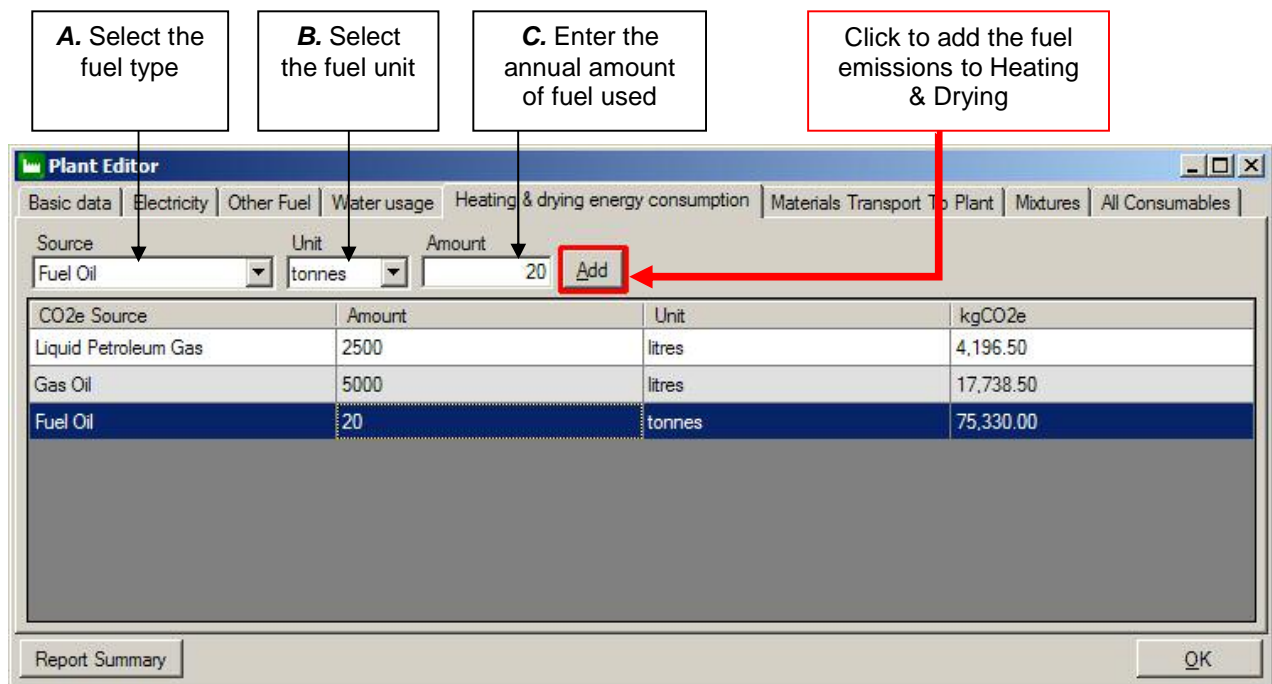 A. Select the
fuel type
B. Select
the fuel unit
C. Enter the
annual amount
of fuel used
Click to add the fuel
emissions to Heating
& Drying
Plant Editor
Basic data Electricity Other Fuel Water usage Heating & drying energy consumption Materials Transport To Plant Mixtures All Consumables
Source Unit Amount
Fuel Oil tonnes 20 Add
CO2e Source Amount Unit kgCO2e
Liquid Petroleum Gas 2500 litres 4,196.50
Gas Oil 5000 litres 17,738.50
Fuel Oil 20 tonnes 75,330.00
Report Summary OK